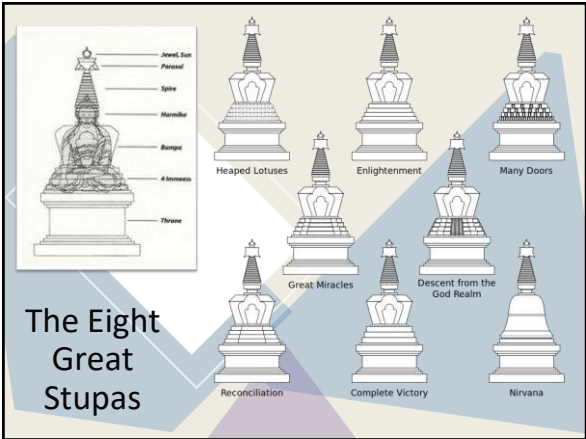 Jewel, Sun
Parasol
Spire
Harmika
Bumpa
4 Immeasu
Throne
Heaped Lotuses
Enlightenment
Many Doors
Great Miracles
Descent from the
God Realm
Reconciliation
Complete Victory
Nirvana
The Eight
Great
Stupas